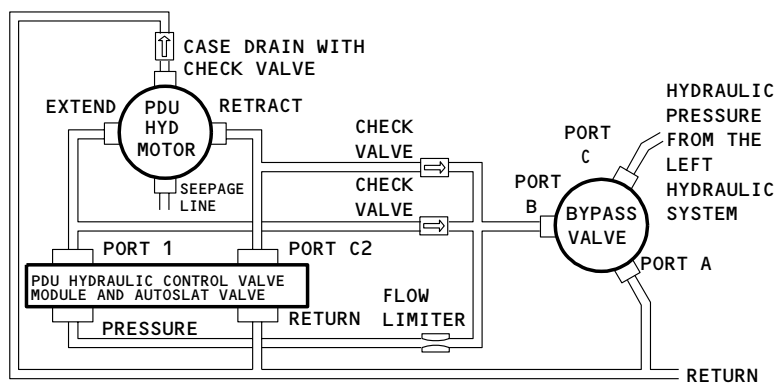 CASE DRAIN WITH
CHECK VALVE
EXTEND
PDU
HYD
MOTOR
RETRACT
SEEPAGE
LINE
CHECK
VALVE
CHECK
VALVE
PORT
B
PORT
C
HYDRAULIC
PRESSURE
FROM THE
LEFT
HYDRAULIC
SYSTEM
BYPASS
VALVE
PORT A
PORT 1
PORT C2
PDU HYDRAULIC CONTROL VALVE
MODULE AND AUTOSLAT VALVE
FLOW
LIMITER
PRESSURE
RETURN
RETURN